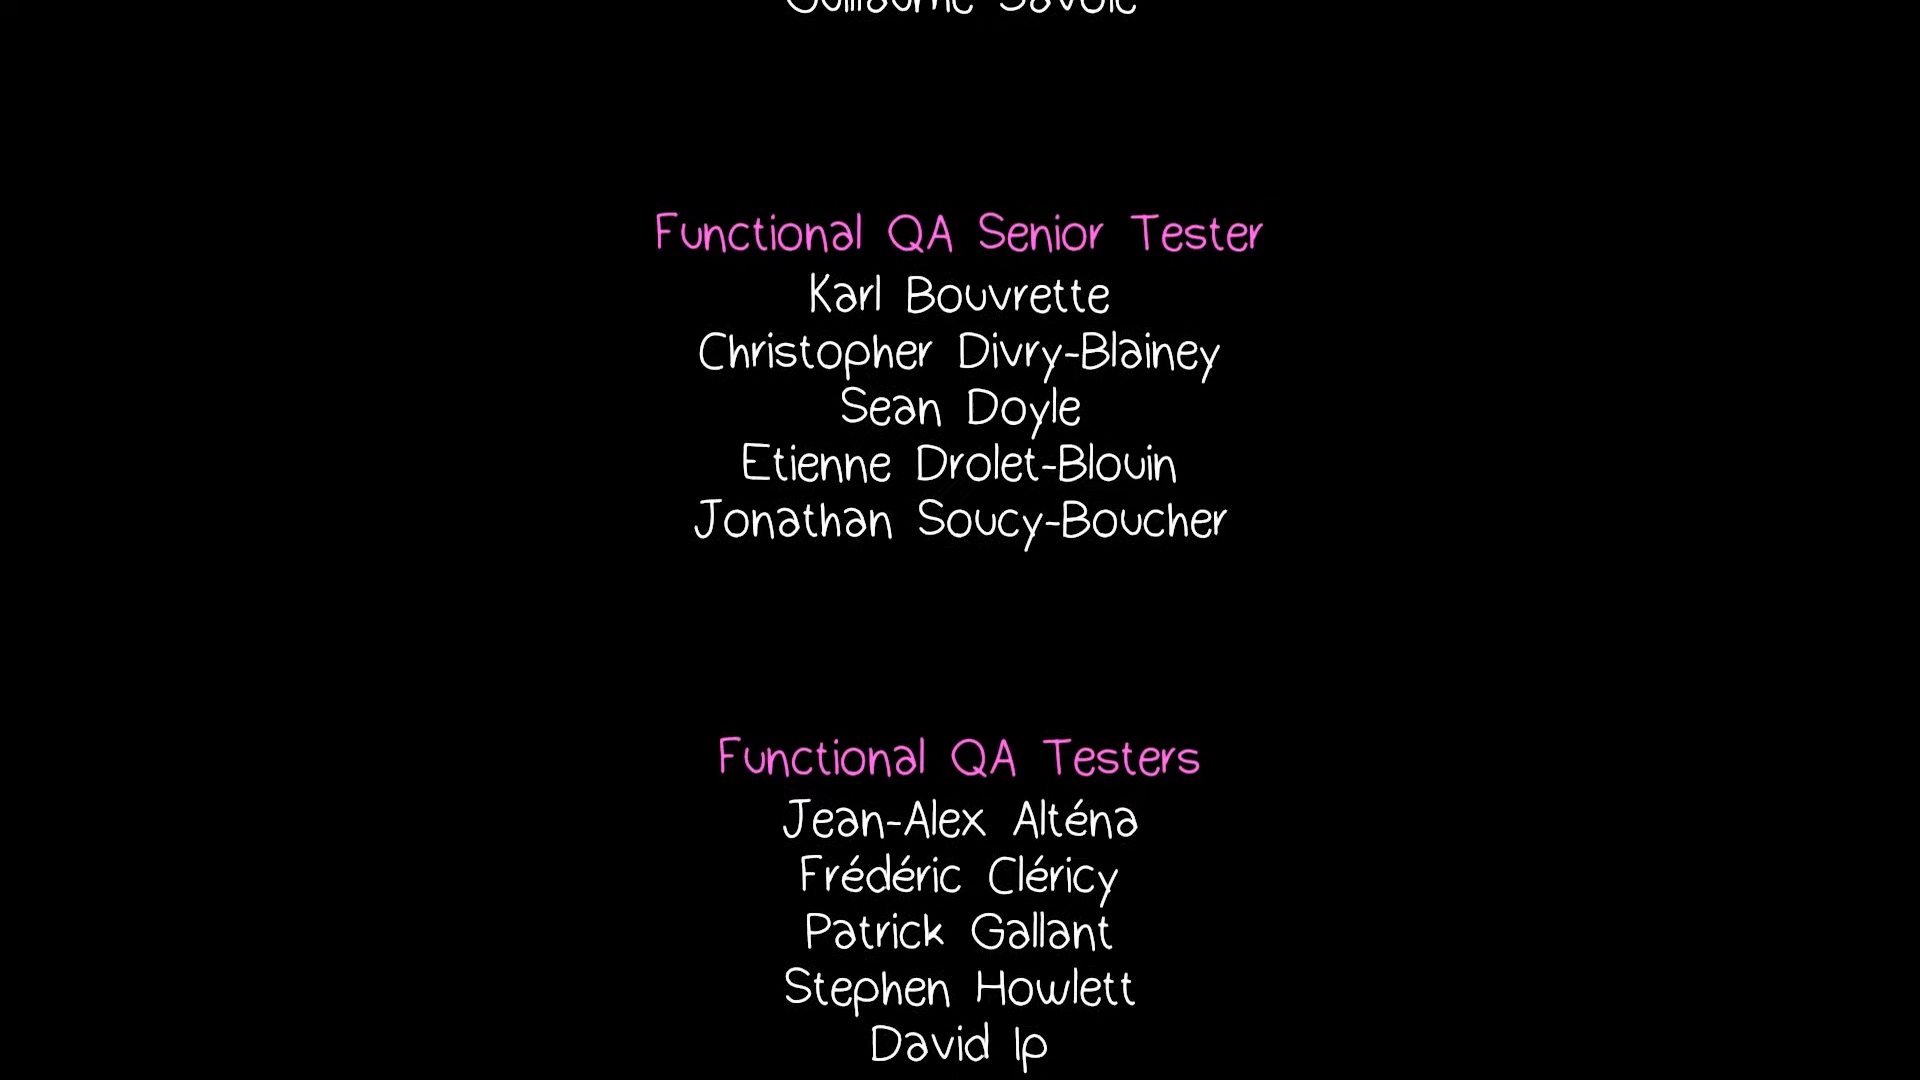 Guillaume Savoie
Functional QA Senior Tester
Karl Bouvrette
Christopher Divry-Blainey
Sean Doyle
Etienne Drolet-Blouin
Jonathan Soucy-Boucher
Functional QA Testers
Jean-Alex Alténa
Frédéric Cléricy
Patrick Gallant
Stephen Howlett
David Ip